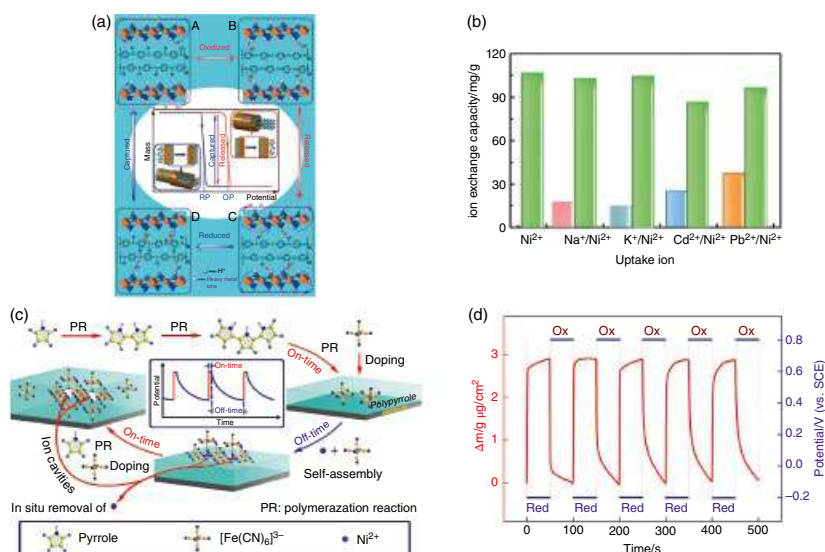 (a)
A
B
Oxidized
Captured
Released
Mass
Captured
Released
RP
OP
Potential
D
C
Reduced
H⁺
Heavy metal
ions
(b)
ion exchange capacity/mg/g
120
90
60
30
0
Ni²⁺
Na⁺/Ni²⁺
K⁺/Ni²⁺
Cd²⁺/Ni²⁺
Pb²⁺/Ni²⁺
Uptake ion
(c)
PR
PR
PR
On-time
Doping
Potential
On-time
Off-time
Time
Polypyrrole
On-time
Off-time
Ion cavities
PR
Doping
Self-assembly
In situ removal of
PR: polymerazation reaction
Pyrrole
[Fe(CN)₆]³⁻
Ni²⁺
(d)
Ox
Ox
Ox
Ox
Ox
Δm/g μg/cm²
3
2
1
0
Potential/V (vs. SCE)
0.8
0.6
0.4
0.2
0.0
−0.2
Red
Red
Red
Red
Red
0
100
200
300
400
500
Time/s